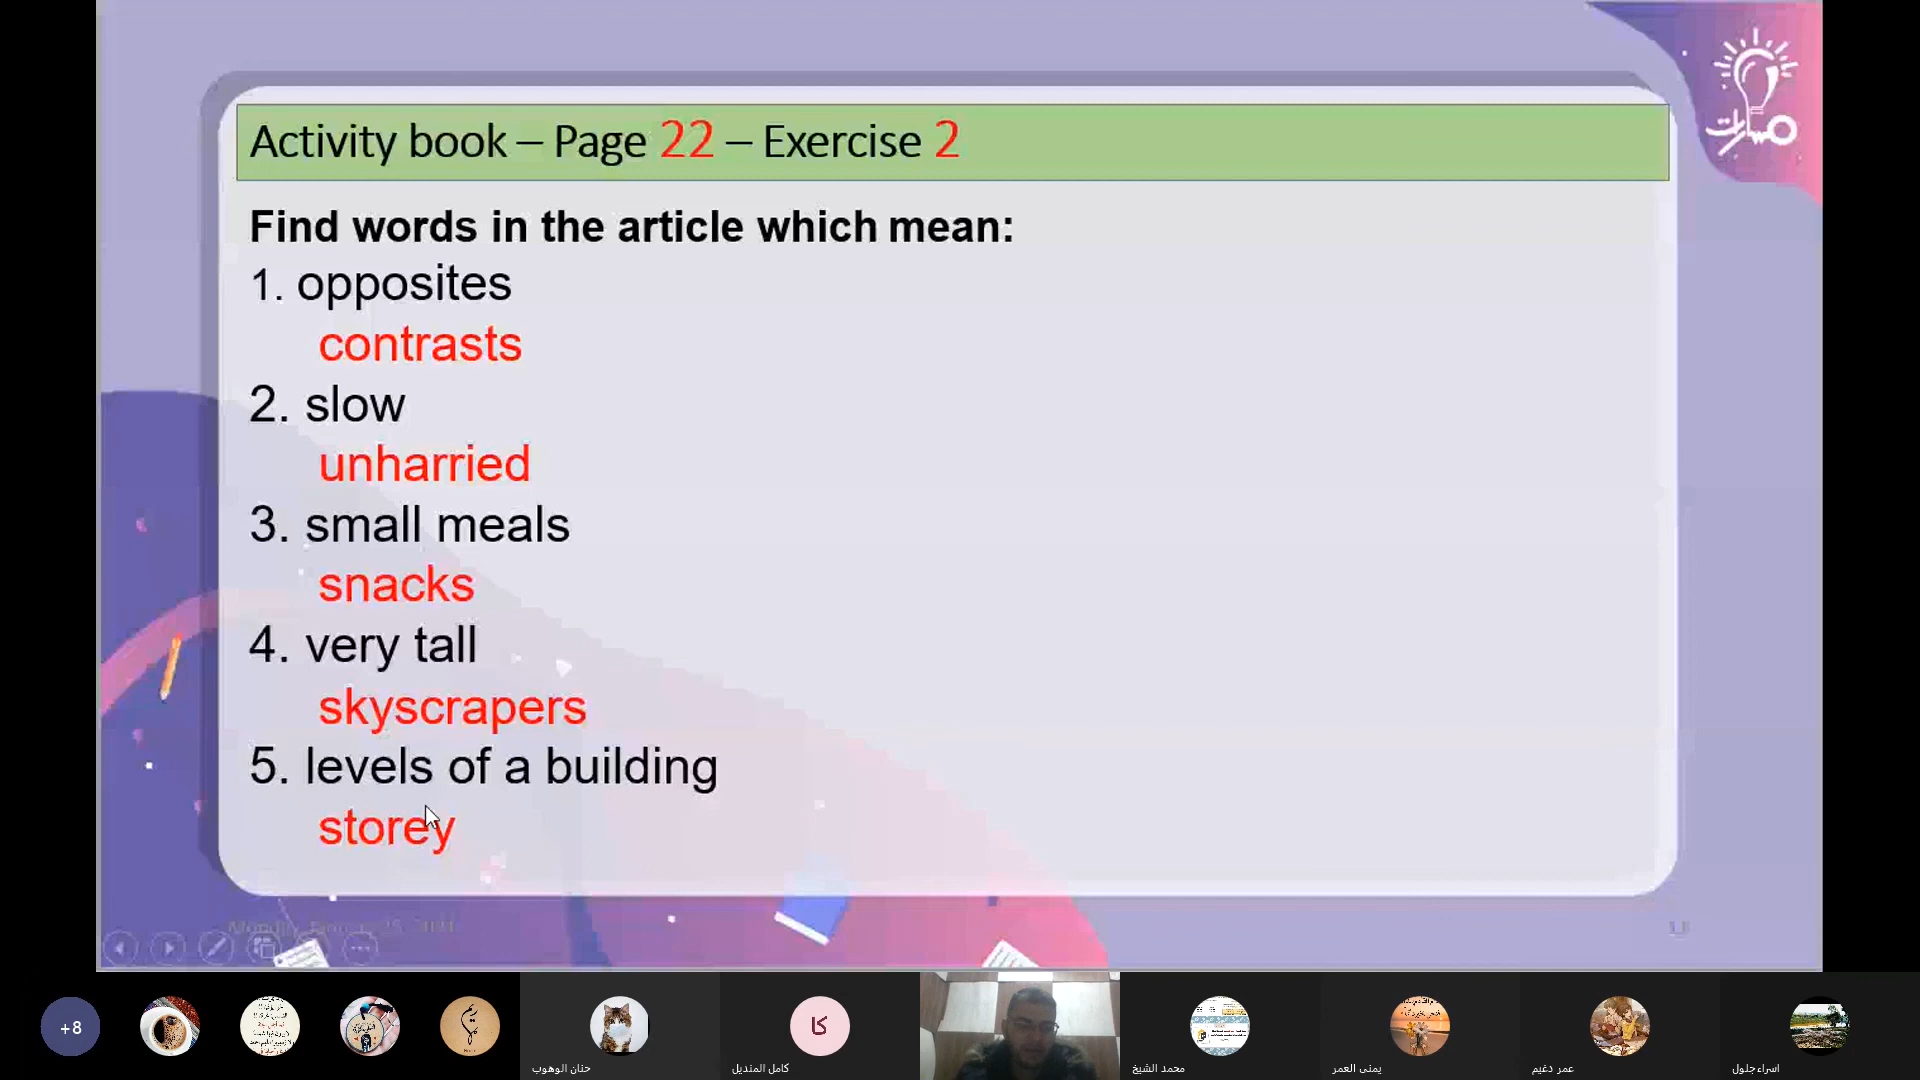 Activity book – Page 22 – Exercise 2
Find words in the article which mean:
1. opposites
contrasts
2. slow
unharried
3. small meals
snacks
4. very tall
skyscrapers
5. levels of a building
storey
مسارات
+8
كا
حنان الوهوب
كامل المنديل
محمد الشيخ
يمنى العمر
عمر دغيم
اسراء جلول